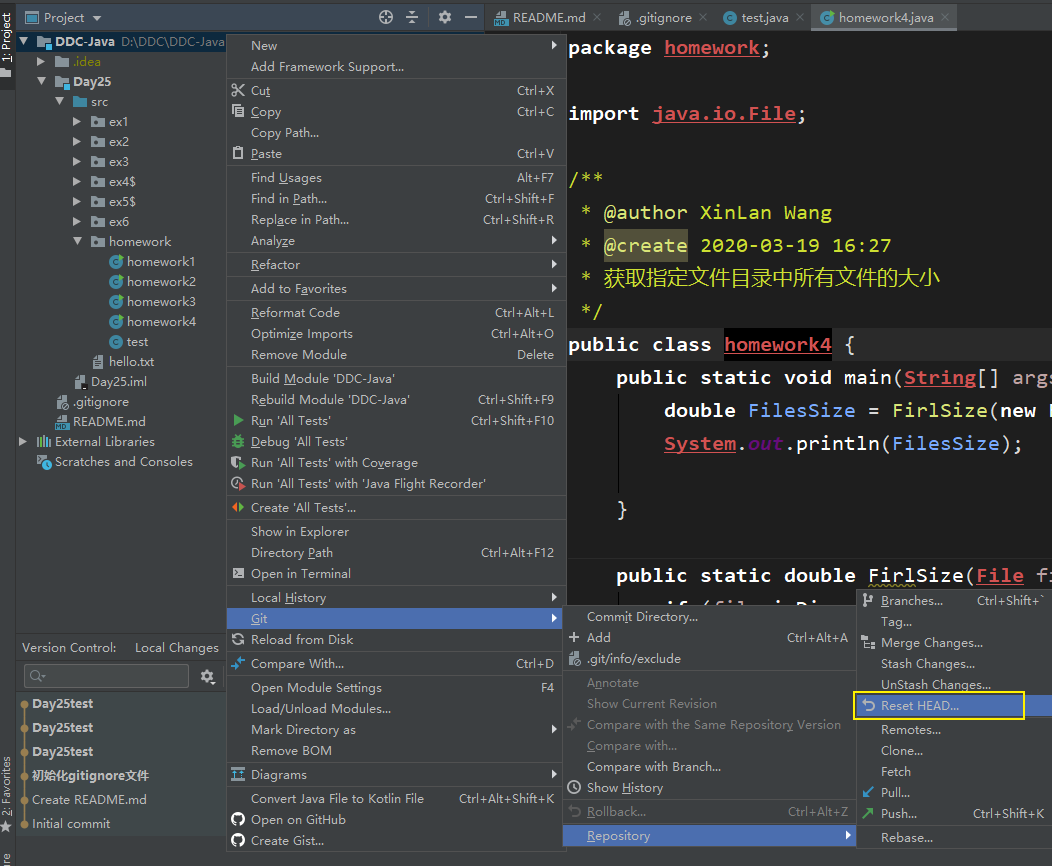 Project
README.md
.gitignore
test.java
homework4.java
1: Project
DDC-Java D:\DDC\DDC-Java
.idea
Day25
src
ex1
ex2
ex3
ex4$
ex5$
ex6
homework
homework1
homework2
homework3
homework4
test
hello.txt
Day25.iml
.gitignore
README.md
External Libraries
Scratches and Consoles
Version Control: Local Changes
Day25test
Day25test
Day25test
初始化gitignore文件
Create README.md
Initial commit
2: Favorites
New
Add Framework Support...
Cut Ctrl+X
Copy Ctrl+C
Copy Path...
Paste Ctrl+V
Find Usages Alt+F7
Find in Path... Ctrl+Shift+F
Replace in Path... Ctrl+Shift+R
Analyze
Refactor
Add to Favorites
Reformat Code Ctrl+Alt+L
Optimize Imports Ctrl+Alt+O
Remove Module Delete
Build Module 'DDC-Java'
Rebuild Module 'DDC-Java' Ctrl+Shift+F9
Run 'All Tests' Ctrl+Shift+F10
Debug 'All Tests'
Run 'All Tests' with Coverage
Run 'All Tests' with 'Java Flight Recorder'
Create 'All Tests'...
Show in Explorer
Directory Path Ctrl+Alt+F12
Open in Terminal
Local History
Git
Reload from Disk
Compare With... Ctrl+D
Open Module Settings F4
Load/Unload Modules...
Mark Directory as
Remove BOM
Diagrams
Convert Java File to Kotlin File Ctrl+Alt+Shift+K
Open on GitHub
Create Gist...
package homework;
import java.io.File;
/**
* @author XinLan Wang
* @create 2020-03-19 16:27
* 获取指定文件目录中所有文件的大小
*/
public class homework4 {
public static void main(String[] args
double FilesSize = FirlSize(new
System.out.println(FilesSize);
}
public static double FirlSize(File fi
Commit Directory...
Add Ctrl+Alt+A
.git/info/exclude
Annotate
Show Current Revision
Compare with the Same Repository Version
Compare with...
Compare with Branch...
Show History
Rollback... Ctrl+Alt+Z
Repository
Branches... Ctrl+Shift+`
Tag...
Merge Changes...
Stash Changes...
UnStash Changes...
Reset HEAD...
Remotes...
Clone...
Fetch
Pull...
Push... Ctrl+Shift+K
Rebase...